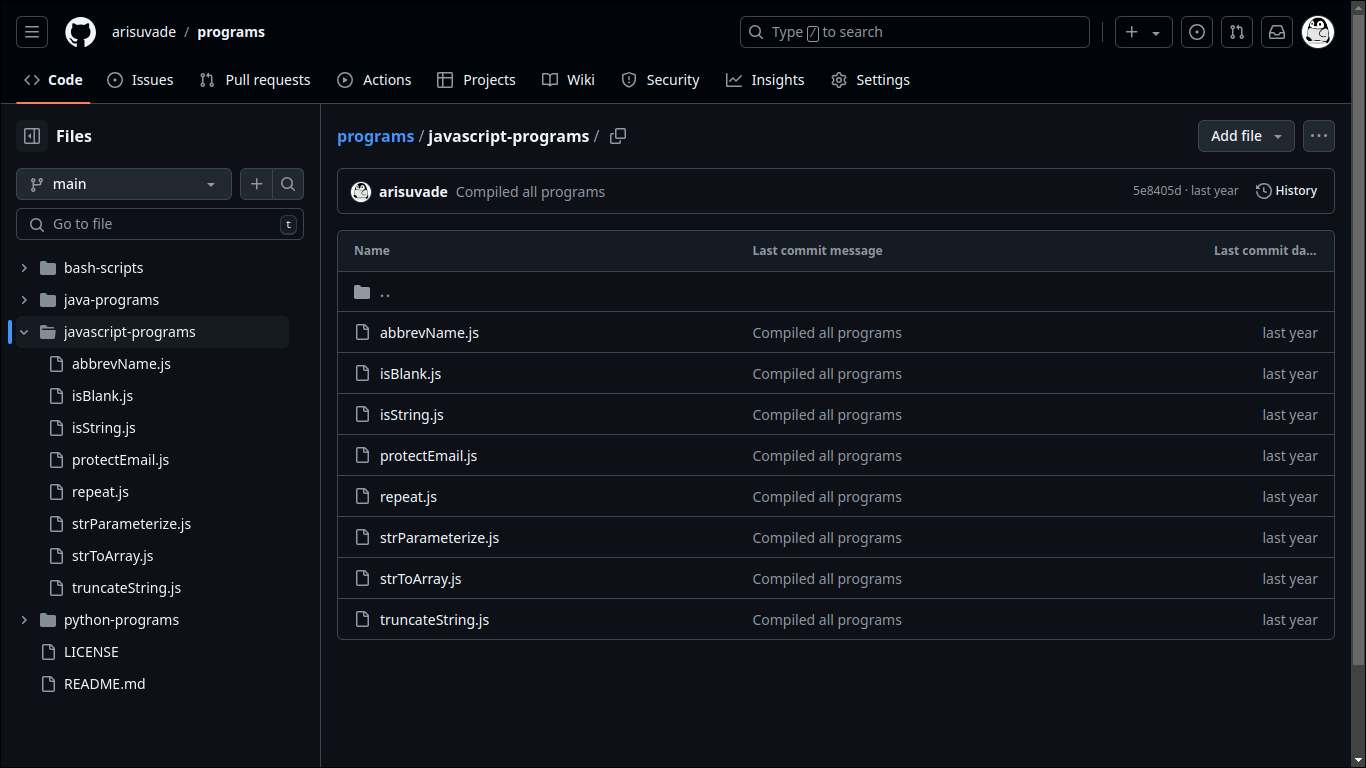 arisuvade / programs
Type / to search
Code Issues Pull requests Actions Projects Wiki Security Insights Settings
Files
main
Go to file t
bash-scripts
java-programs
javascript-programs
abbrevName.js
isBlank.js
isString.js
protectEmail.js
repeat.js
strParameterize.js
strToArray.js
truncateString.js
python-programs
LICENSE
README.md
programs / javascript-programs /
Add file
arisuvade Compiled all programs 5e8405d · last year History
Name Last commit message Last commit da...
..
abbrevName.js Compiled all programs last year
isBlank.js Compiled all programs last year
isString.js Compiled all programs last year
protectEmail.js Compiled all programs last year
repeat.js Compiled all programs last year
strParameterize.js Compiled all programs last year
strToArray.js Compiled all programs last year
truncateString.js Compiled all programs last year